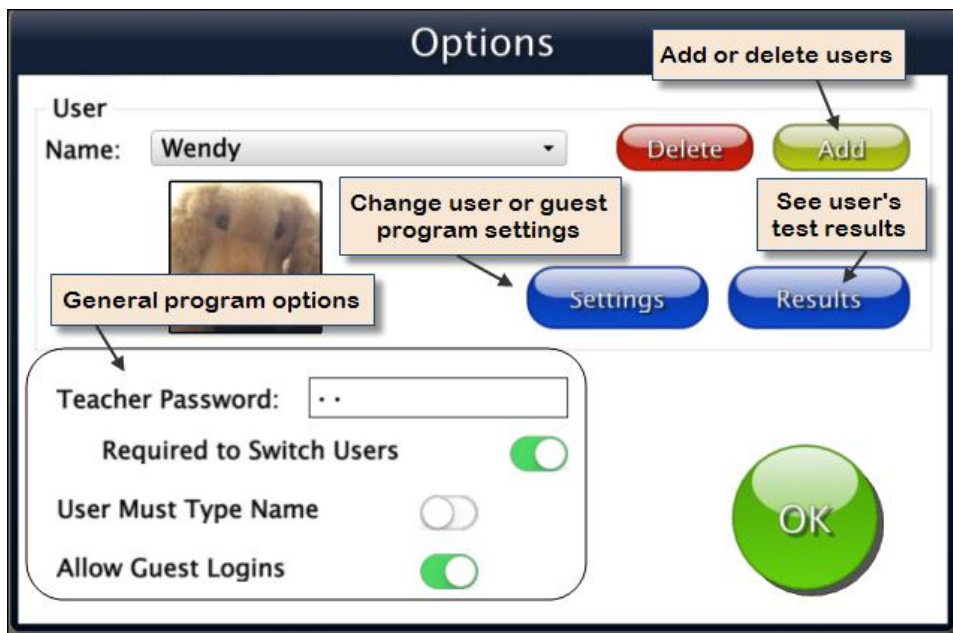 Options
Add or delete users
User
Name: Wendy Delete Add
Change user or guest
program settings
See user's
test results
General program options
Settings Results
Teacher Password: ••
Required to Switch Users
User Must Type Name
Allow Guest Logins
OK